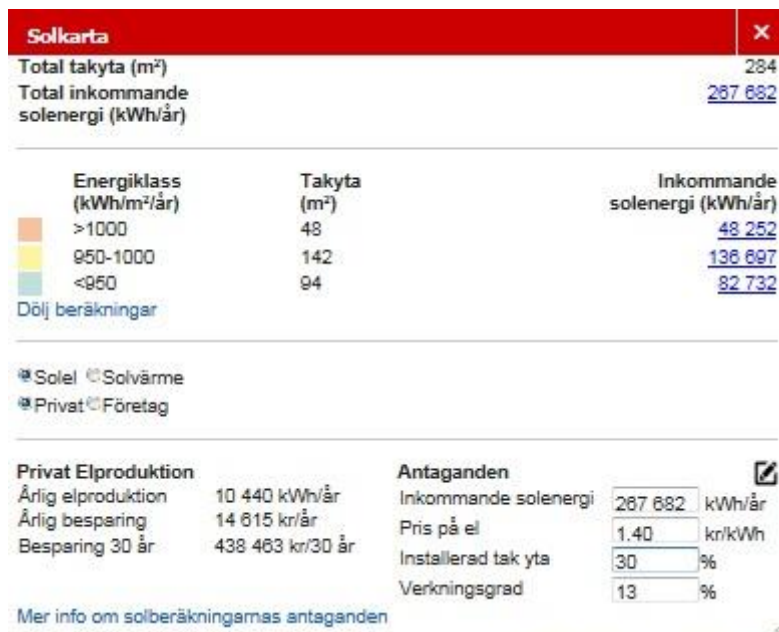 Solkarta
Total takyta (m²) 284
Total inkommande solenergi (kWh/år) 267 682
Energiklass (kWh/m²/år) Takyta (m²) Inkommande solenergi (kWh/år)
>1000 48 48 252
950-1000 142 136 697
<950 94 82 732
Dölj beräkningar
Solel Solvärme
Privat Företag
Privat Elproduktion
Årlig elproduktion 10 440 kWh/år
Årlig besparing 14 615 kr/år
Besparing 30 år 438 463 kr/30 år
Antaganden
Inkommande solenergi 267 682 kWh/år
Pris på el 1.40 kr/kWh
Installerad tak yta 30 %
Verkningsgrad 13 %
Mer info om solberäkningarnas antaganden